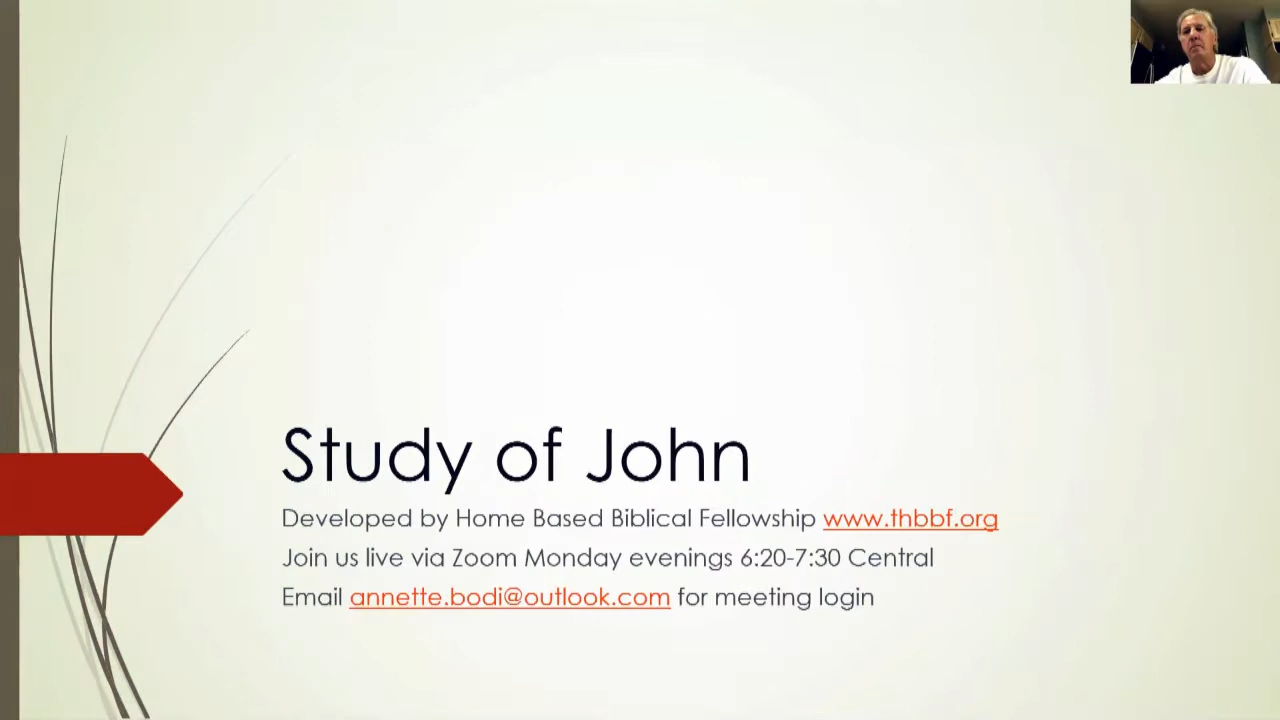 Study of John
Developed by Home Based Biblical Fellowship www.thbbf.org
Join us live via Zoom Monday evenings 6:20-7:30 Central
Email annette.bodi@outlook.com for meeting login